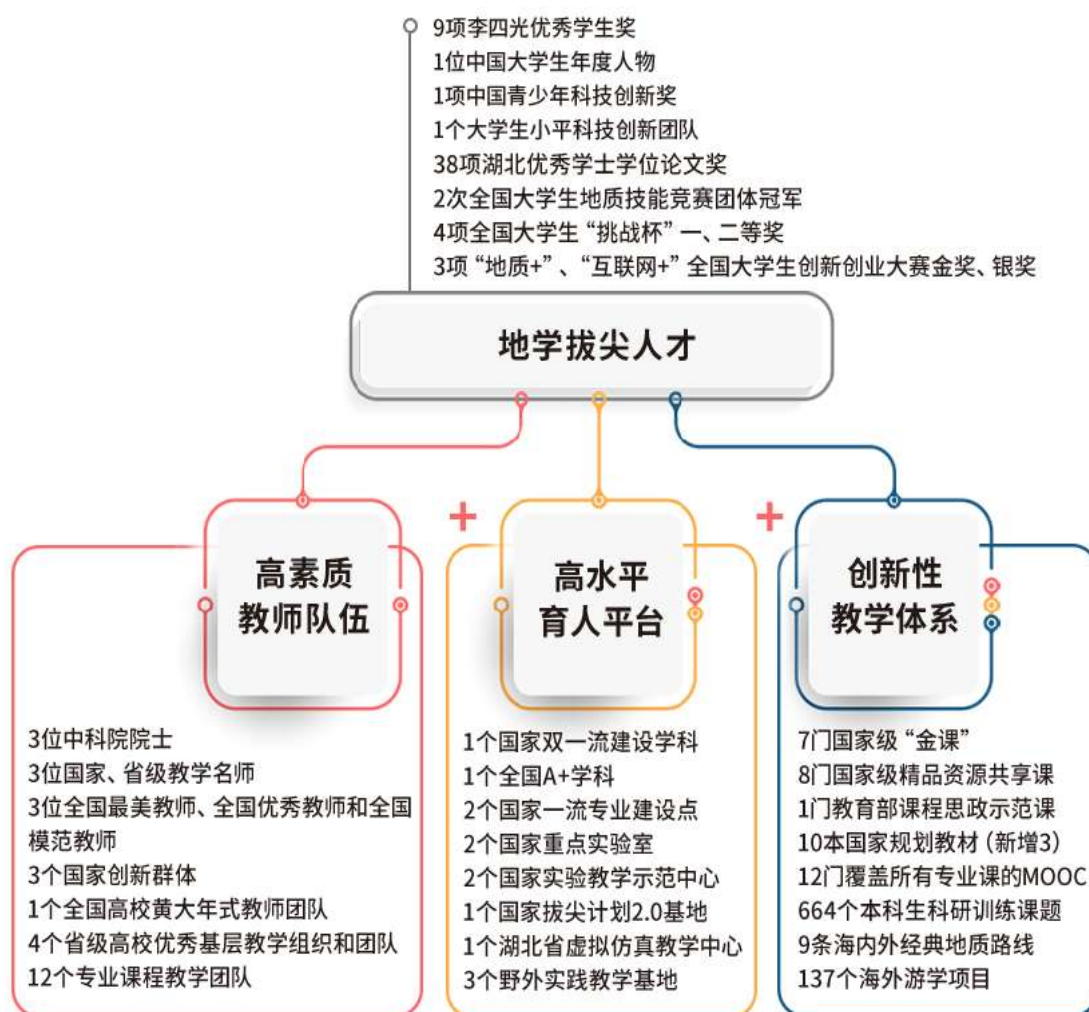 9项李四光优秀学生奖
1位中国大学生年度人物
1项中国青少年科技创新奖
1个大学生小平科技创新团队
38项湖北优秀学士学位论文奖
2次全国大学生地质技能竞赛团体冠军
4项全国大学生“挑战杯”一、二等奖
3项“地质+”、“互联网+”全国大学生创新创业大赛金奖、银奖
地学拔尖人才
高素质
教师队伍
3位中科院院士
3位国家、省级教学名师
3位全国最美教师、全国优秀教师和全国
模范教师
3个国家创新群体
1个全国高校黄大年式教师团队
4个省级高校优秀基层教学组织和团队
12个专业课程教学团队
+
高水平
育人平台
1个国家双一流建设学科
1个全国A+学科
2个国家一流专业建设点
2个国家重点实验室
2个国家实验教学示范中心
1个国家拔尖计划2.0基地
1个湖北省虚拟仿真教学中心
3个野外实践教学基地
+
创新性
教学体系
7门国家级“金课”
8门国家级精品资源共享课
1门教育部课程思政示范课
10本国家规划教材（新增3）
12门覆盖所有专业课的MOOC
664个本科生科研训练课题
9条海内外经典地质路线
137个海外游学项目